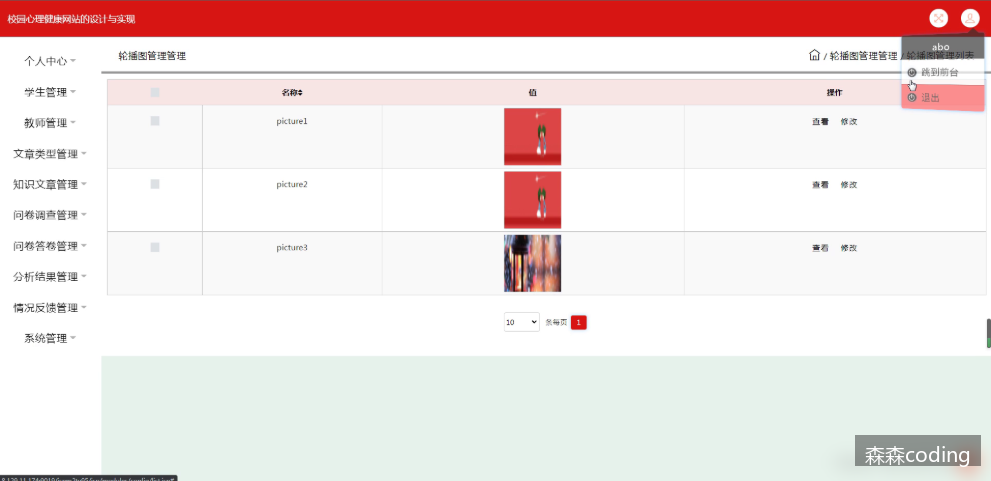 校园心理健康网站的设计与实现
abo
跳到前台
退出
个人中心
学生管理
教师管理
文章类型管理
知识文章管理
问卷调查管理
问卷答卷管理
分析结果管理
情况反馈管理
系统管理
轮播图管理管理
/ 轮播图管理管理 / 轮播图管理列表
名称 值 操作
picture1 查看 修改
picture2 查看 修改
picture3 查看 修改
10 条每页 1
森森coding